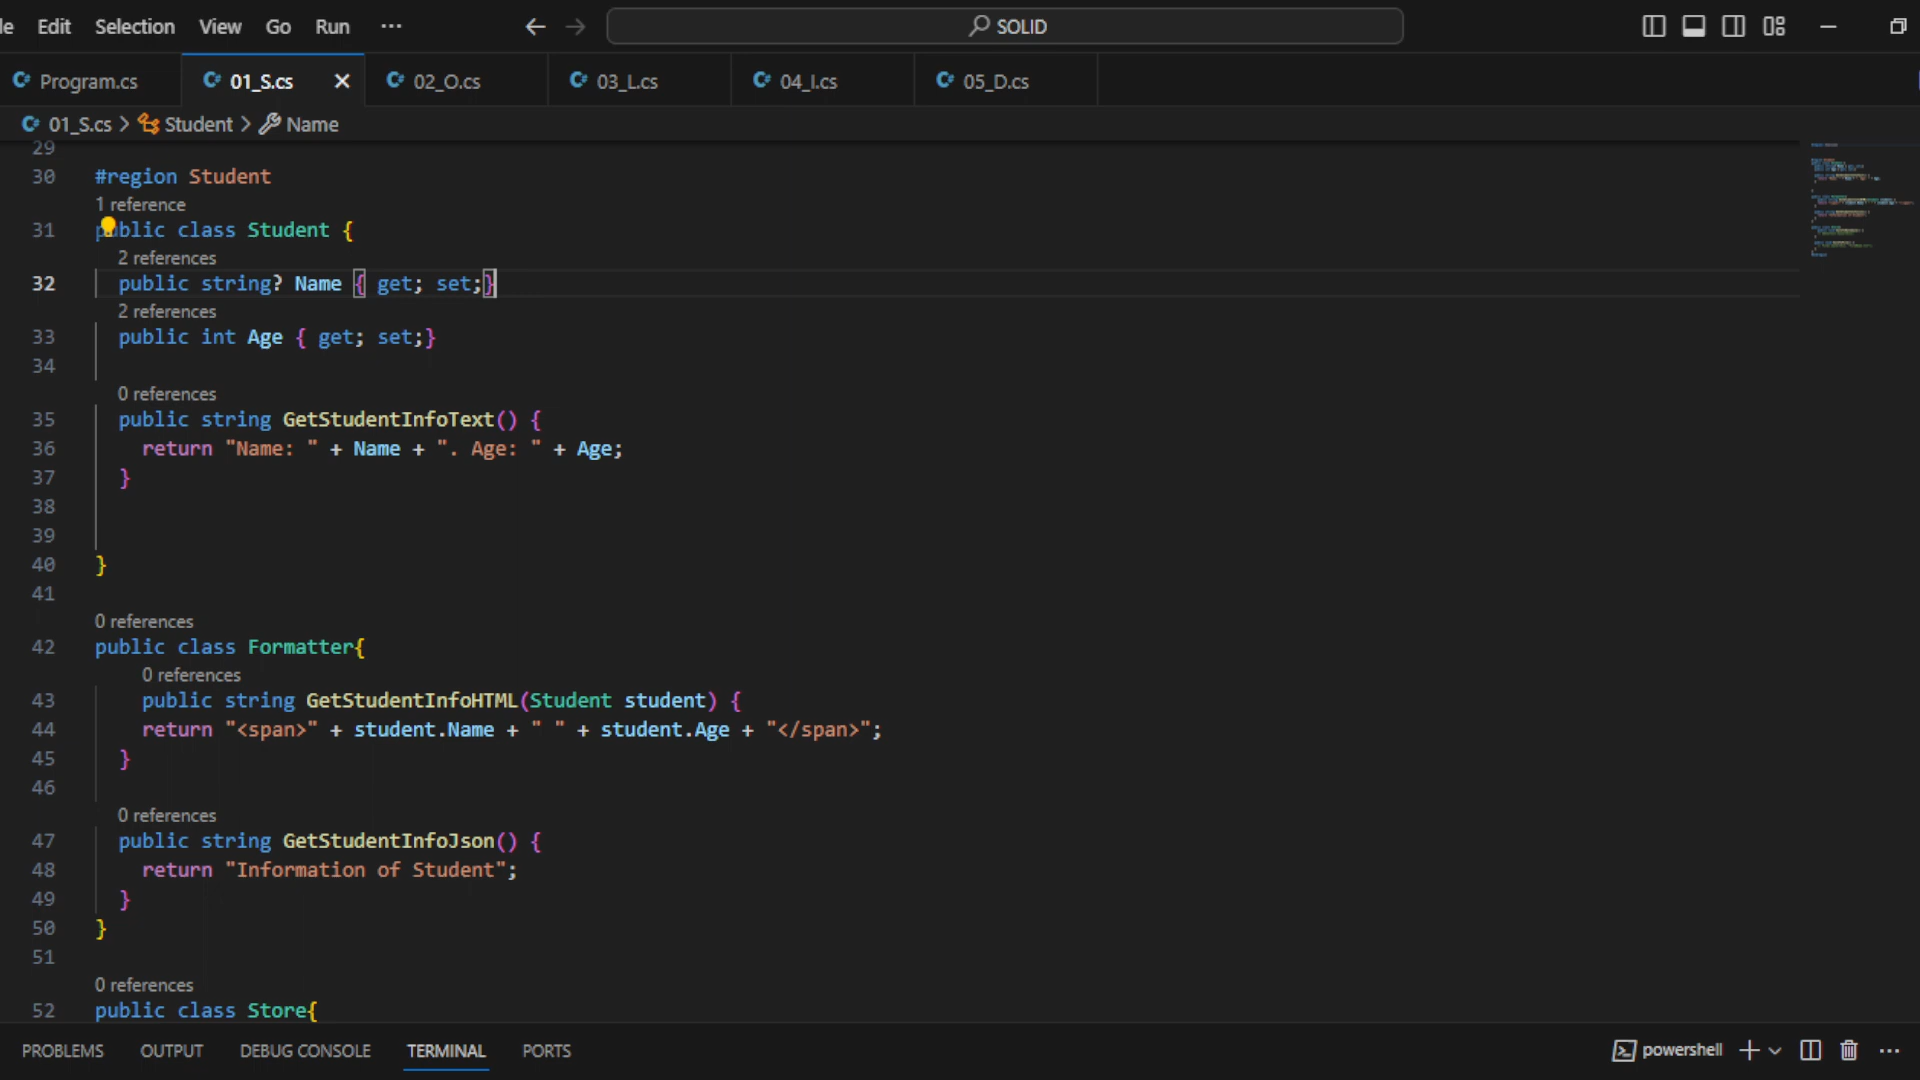 le Edit Selection View Go Run ··· SOLID
Program.cs 01_S.cs 02_O.cs 03_L.cs 04_I.cs 05_D.cs
01_S.cs > Student > Name
29
30 #region Student
1 reference
31 public class Student {
2 references
32 public string? Name { get; set;}
2 references
33 public int Age { get; set;}
34
0 references
35 public string GetStudentInfoText() {
36 return "Name: " + Name + ". Age: " + Age;
37 }
38
39
40 }
41
0 references
42 public class Formatter{
0 references
43 public string GetStudentInfoHTML(Student student) {
44 return "<span>" + student.Name + " " + student.Age + "</span>";
45 }
46
0 references
47 public string GetStudentInfoJson() {
48 return "Information of Student";
49 }
50 }
51
0 references
52 public class Store{
PROBLEMS OUTPUT DEBUG CONSOLE TERMINAL PORTS powershell